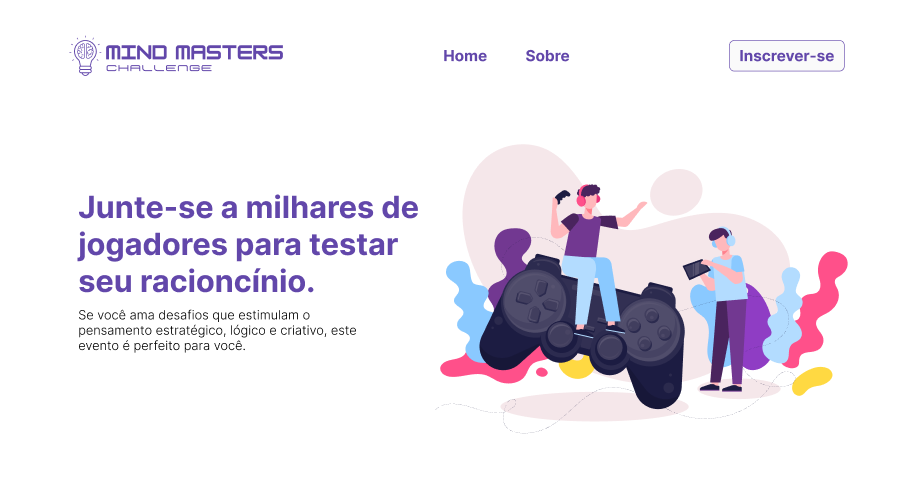 MIND MASTERS
CHALLENGE
Home
Sobre
Inscrever-se
Junte-se a milhares de
jogadores para testar
seu racioncínio.
Se você ama desafios que estimulam o
pensamento estratégico, lógico e criativo, este
evento é perfeito para você.